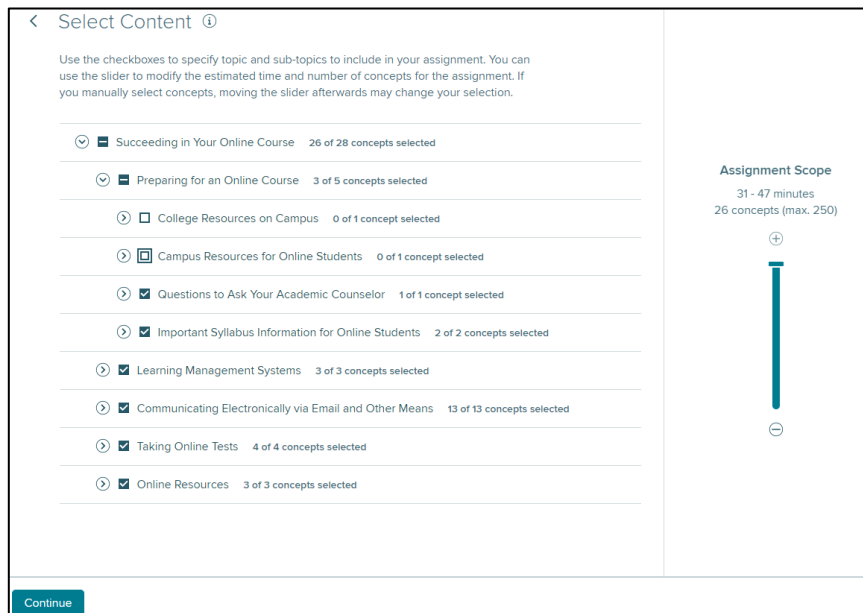 Select Content
Use the checkboxes to specify topic and sub-topics to include in your assignment. You can
use the slider to modify the estimated time and number of concepts for the assignment. If
you manually select concepts, moving the slider afterwards may change your selection.
Succeeding in Your Online Course 26 of 28 concepts selected
Preparing for an Online Course 3 of 5 concepts selected
College Resources on Campus 0 of 1 concept selected
Campus Resources for Online Students 0 of 1 concept selected
Questions to Ask Your Academic Counselor 1 of 1 concept selected
Important Syllabus Information for Online Students 2 of 2 concepts selected
Learning Management Systems 3 of 3 concepts selected
Communicating Electronically via Email and Other Means 13 of 13 concepts selected
Taking Online Tests 4 of 4 concepts selected
Online Resources 3 of 3 concepts selected
Assignment Scope
31 - 47 minutes
26 concepts (max. 250)
Continue